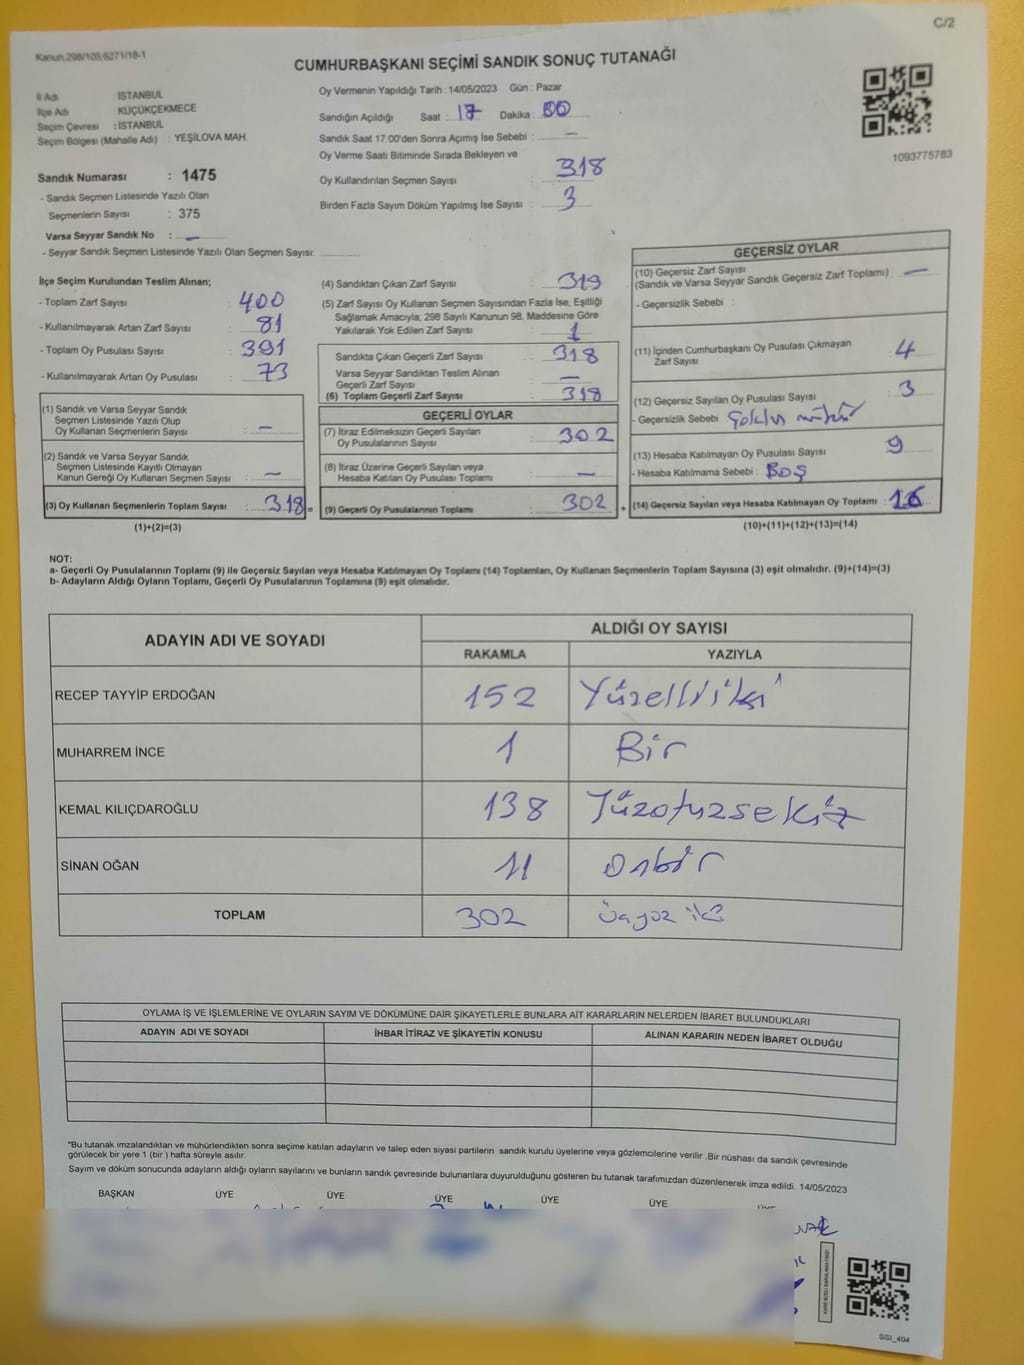 C/2
Kanun;298/105,6271/18-1
CUMHURBAŞKANI SEÇİMİ SANDIK SONUÇ TUTANAĞI
İl Adı : İSTANBUL
İlçe Adı : KÜÇÜKÇEKMECE
Seçim Çevresi : İSTANBUL
Seçim Bölgesi (Mahalle Adı) : YEŞİLOVA MAH.
Sandık Numarası : 1475
- Sandık Seçmen Listesinde Yazılı Olan
Seçmenlerin Sayısı : 375
Varsa Seyyar Sandık No : —
- Seyyar Sandık Seçmen Listesinde Yazılı Olan Seçmen Sayısı:
Oy Vermenin Yapıldığı Tarih : 14/05/2023 Gün : Pazar
Sandığın Açıldığı Saat : 17 Dakika : 00
Sandık Saat 17:00'den Sonra Açımış İse Sebebi : —
Oy Verme Saati Bitiminde Sırada Bekleyen ve
Oy Kullandırılan Seçmen Sayısı : 318
Birden Fazla Sayım Döküm Yapılmış İse Sayısı : 3
1093775783
İlçe Seçim Kurulundan Teslim Alınan;
- Toplam Zarf Sayısı : 400
- Kullanılmayarak Artan Zarf Sayısı : 81
- Toplam Oy Pusulası Sayısı : 391
- Kullanılmayarak Artan Oy Pusulası : 73
(1) Sandık ve Varsa Seyyar Sandık
Seçmen Listesinde Yazılı Olup
Oy Kullanan Seçmenlerin Sayısı : —
(2) Sandık ve Varsa Seyyar Sandık
Seçmen Listesinde Kayıtlı Olmayan
Kanun Gereği Oy Kullanan Seçmen Sayısı : —
(3) Oy Kullanan Seçmenlerin Toplam Sayısı : 318 =
(1)+(2)=(3)
(4) Sandıktan Çıkan Zarf Sayısı : 319
(5) Zarf Sayısı Oy Kullanan Seçmen Sayısından Fazla İse, Eşitliği
Sağlamak Amacıyla; 298 Sayılı Kanunun 98. Maddesine Göre
Yakılarak Yok Edilen Zarf Sayısı : 1
Sandıkta Çıkan Geçerli Zarf Sayısı : 318
Varsa Seyyar Sandıktan Teslim Alınan
Geçerli Zarf Sayısı : —
(6) Toplam Geçerli Zarf Sayısı : 318
GEÇERLİ OYLAR
(7) İtiraz Edilmeksizin Geçerli Sayılan
Oy Pusulalarının Sayısı : 302
(8) İtiraz Üzerine Geçerli Sayılan veya
Hesaba Katılan Oy Pusulası Toplamı : —
(9) Geçerli Oy Pusulalarının Toplamı : 302 +
GEÇERSİZ OYLAR
(10) Geçersiz Zarf Sayısı
(Sandık ve Varsa Seyyar Sandık Geçersiz Zarf Toplamı) : —
- Geçersizlik Sebebi :
(11) İçinden Cumhurbaşkanı Oy Pusulası Çıkmayan
Zarf Sayısı : 4
(12) Geçersiz Sayılan Oy Pusulası Sayısı : 3
- Geçersizlik Sebebi
(13) Hesaba Katılmayan Oy Pusulası Sayısı : 9
- Hesaba Katılmama Sebebi : BOŞ
(14) Geçersiz Sayılan veya Hesaba Katılmayan Oy Toplamı : 16
(10)+(11)+(12)+(13)=(14)
NOT:
a- Geçerli Oy Pusulalarının Toplamı (9) ile Geçersiz Sayılan veya Hesaba Katılmayan Oy Toplamı (14) Toplamları, Oy Kullanan Seçmenlerin Toplam Sayısına (3) eşit olmalıdır. (9)+(14)=(3)
b- Adayların Aldığı Oyların Toplamı, Geçerli Oy Pusulalarının Toplamına (9) eşit olmalıdır.
ADAYIN ADI VE SOYADI ALDIĞI OY SAYISI
RAKAMLA YAZIYLA
RECEP TAYYİP ERDOĞAN 152 Yüzelliiki
MUHARREM İNCE 1 Bir
KEMAL KILIÇDAROĞLU 138 Yüzotuzsekiz
SİNAN OĞAN 11 Onbir
TOPLAM 302 Üçyüz iki
OYLAMA İŞ VE İŞLEMLERİNE VE OYLARIN SAYIM VE DÖKÜMÜNE DAİR ŞİKAYETLERLE BUNLARA AİT KARARLARIN NELERDEN İBARET BULUNDUKLARI
ADAYIN ADI VE SOYADI İHBAR İTİRAZ VE ŞİKAYETİN KONUSU ALINAN KARARIN NEDEN İBARET OLDUĞU
"Bu tutanak imzalandıktan ve mühürlendikten sonra seçime katılan adayların ve talep eden siyasi partilerin sandık kurulu üyelerine veya gözlemcilerine verilir .Bir nüshası da sandık çevresinde
görülecek bir yere 1 (bir ) hafta süreyle asılır.
Sayım ve döküm sonucunda adayların aldığı oyların sayılarını ve bunların sandık çevresinde bulunanlara duyurulduğunu gösteren bu tutanak tarafımızdan düzenlenerek imza edildi. 14/05/2023
BAŞKAN ÜYE ÜYE ÜYE ÜYE ÜYE
SGI_404